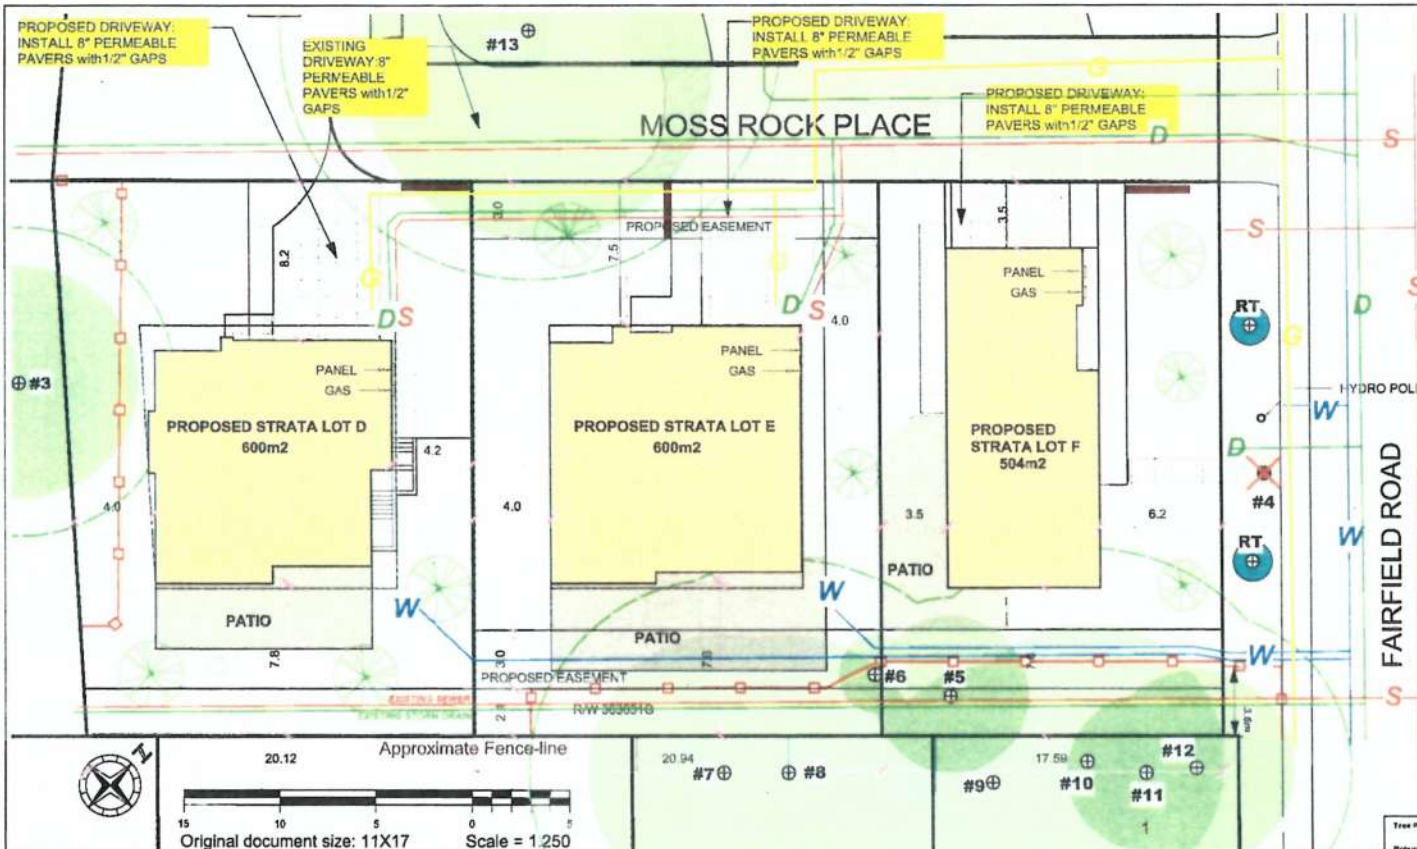 PROPOSED DRIVEWAY:
INSTALL 8" PERMEABLE
PAVERS with1/2" GAPS
EXISTING
DRIVEWAY:8"
PERMEABLE
PAVERS with1/2"
GAPS
#13
PROPOSED DRIVEWAY:
INSTALL 8" PERMEABLE
PAVERS with1/2" GAPS
PROPOSED DRIVEWAY:
INSTALL 8" PERMEABLE
PAVERS with1/2" GAPS
G
MOSS ROCK PLACE
D
S
3.0
PROPOSED EASEMENT
3.5
S
8.2
7.5
G
G
PANEL
GAS
S
D S
D S
4.0
RT
D
G
#3
PANEL
GAS
PANEL
GAS
HYDRO POLE
W
PROPOSED STRATA LOT D
600m2
PROPOSED STRATA LOT E
600m2
PROPOSED
STRATA LOT F
504m2
4.2
D
#4
FAIRFIELD ROAD
4.0
4.0
3.5
6.2
W
RT
PATIO
W
W
PATIO
PATIO
7.8
3.0
7.8
W
PROPOSED EASEMENT
#6
#5
EXISTING SEWER
EXISTING STORM DRAIN
S
Approximate Fence-line
20.12
20.94
#7
#8
17.59
#9
#10
#11
#12
1
15
10
5
0
5
Original document size: 11X17
Scale = 1:250